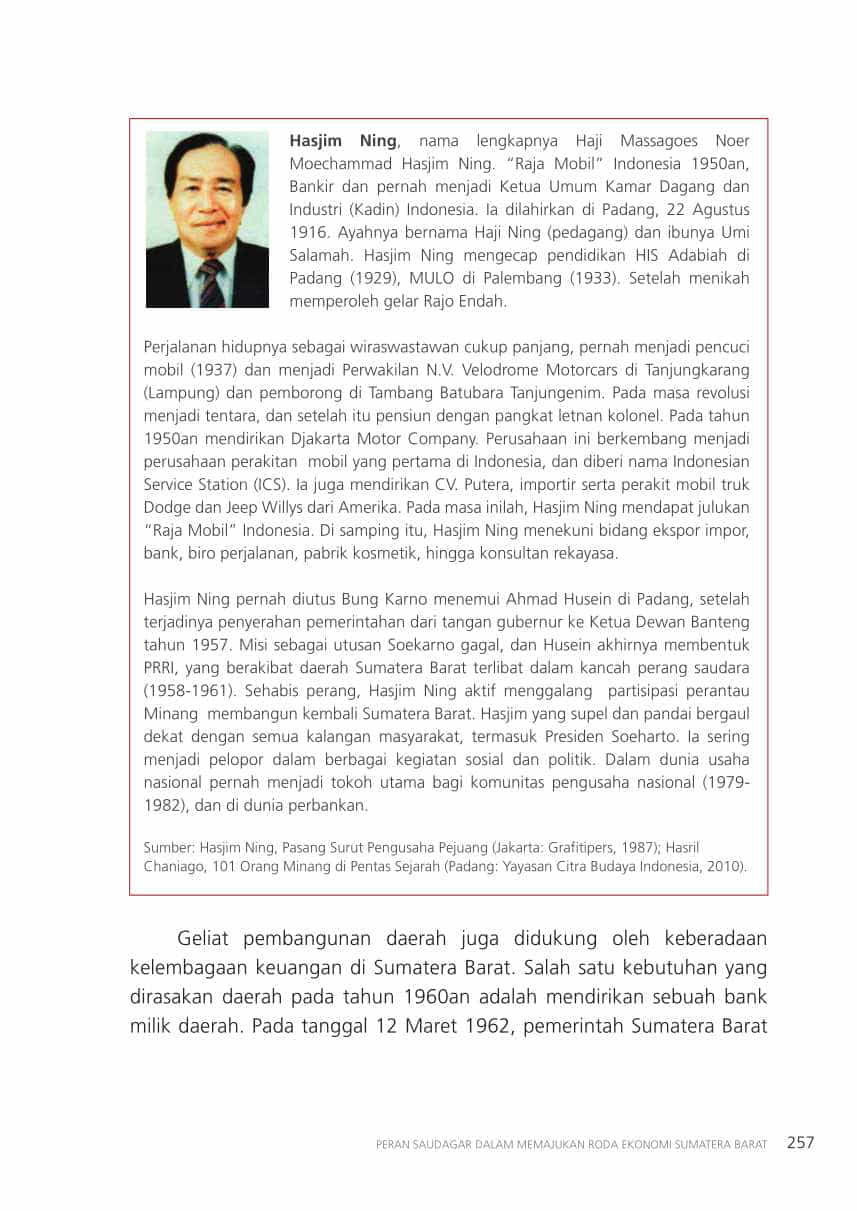 Hasjim Ning, nama lengkapnya Haji Massagoes Noer
Moechammad Hasjim Ning. “Raja Mobil” Indonesia 1950an,
Bankir dan pernah menjadi Ketua Umum Kamar Dagang dan
Industri (Kadin) Indonesia. Ia dilahirkan di Padang, 22 Agustus
1916. Ayahnya bernama Haji Ning (pedagang) dan ibunya Umi
Salamah. Hasjim Ning mengecap pendidikan HIS Adabiah di
Padang (1929), MULO di Palembang (1933). Setelah menikah
memperoleh gelar Rajo Endah.
Perjalanan hidupnya sebagai wiraswastawan cukup panjang, pernah menjadi pencuci
mobil (1937) dan menjadi Perwakilan N.V. Velodrome Motorcars di Tanjungkarang
(Lampung) dan pemborong di Tambang Batubara Tanjungenim. Pada masa revolusi
menjadi tentara, dan setelah itu pensiun dengan pangkat letnan kolonel. Pada tahun
1950an mendirikan Djakarta Motor Company. Perusahaan ini berkembang menjadi
perusahaan perakitan mobil yang pertama di Indonesia, dan diberi nama Indonesian
Service Station (ICS). Ia juga mendirikan CV. Putera, importir serta perakit mobil truk
Dodge dan Jeep Willys dari Amerika. Pada masa inilah, Hasjim Ning mendapat julukan
“Raja Mobil” Indonesia. Di samping itu, Hasjim Ning menekuni bidang ekspor impor,
bank, biro perjalanan, pabrik kosmetik, hingga konsultan rekayasa.
Hasjim Ning pernah diutus Bung Karno menemui Ahmad Husein di Padang, setelah
terjadinya penyerahan pemerintahan dari tangan gubernur ke Ketua Dewan Banteng
tahun 1957. Misi sebagai utusan Soekarno gagal, dan Husein akhirnya membentuk
PRRI, yang berakibat daerah Sumatera Barat terlibat dalam kancah perang saudara
(1958-1961). Sehabis perang, Hasjim Ning aktif menggalang partisipasi perantau
Minang membangun kembali Sumatera Barat. Hasjim yang supel dan pandai bergaul
dekat dengan semua kalangan masyarakat, termasuk Presiden Soeharto. Ia sering
menjadi pelopor dalam berbagai kegiatan sosial dan politik. Dalam dunia usaha
nasional pernah menjadi tokoh utama bagi komunitas pengusaha nasional (1979-
1982), dan di dunia perbankan.
Sumber: Hasjim Ning, Pasang Surut Pengusaha Pejuang (Jakarta: Grafitipers, 1987); Hasril
Chaniago, 101 Orang Minang di Pentas Sejarah (Padang: Yayasan Citra Budaya Indonesia, 2010).
Geliat pembangunan daerah juga didukung oleh keberadaan
kelembagaan keuangan di Sumatera Barat. Salah satu kebutuhan yang
dirasakan daerah pada tahun 1960an adalah mendirikan sebuah bank
milik daerah. Pada tanggal 12 Maret 1962, pemerintah Sumatera Barat
PERAN SAUDAGAR DALAM MEMAJUKAN RODA EKONOMI SUMATERA BARAT 257